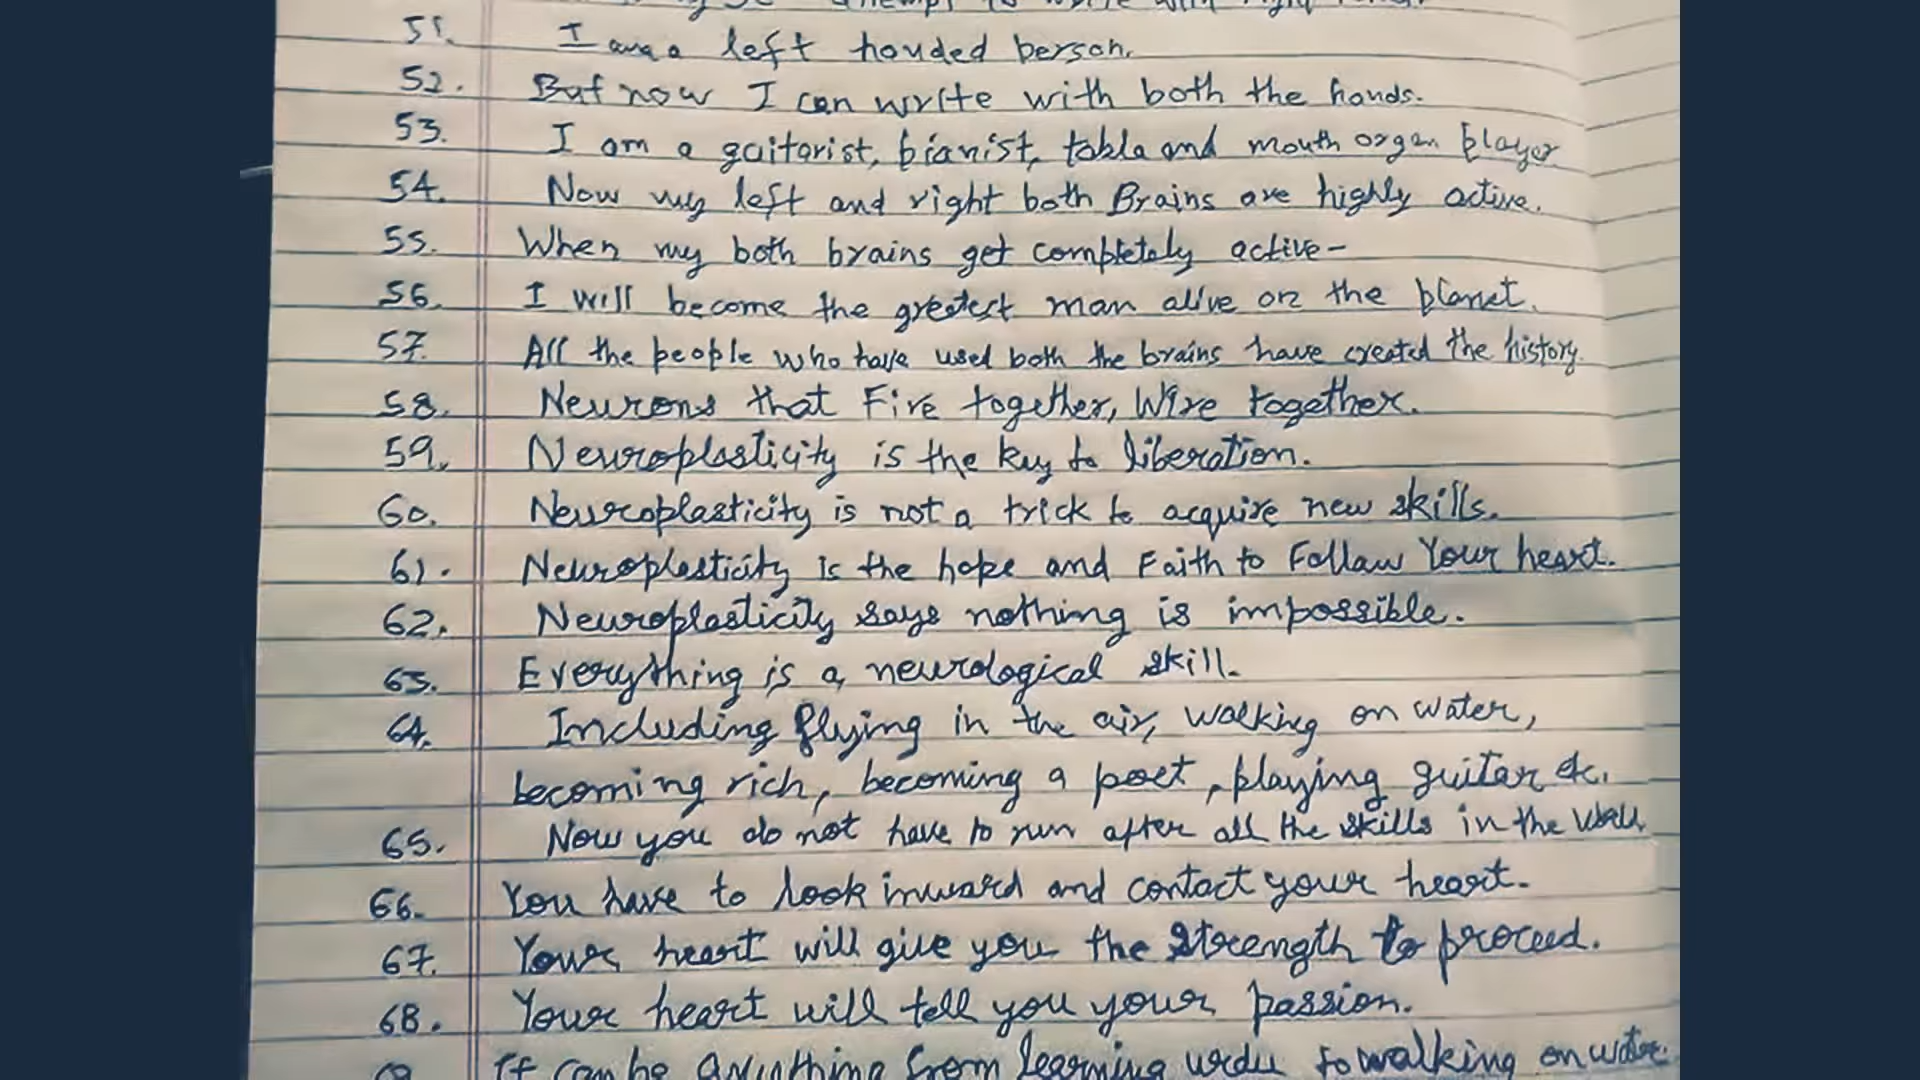 attempt to write with right hand.
51. I am a left handed person.
52. But now I can write with both the hands.
53. I am a guitarist, pianist, tabla and mouth organ player
54. Now my left and right both Brains are highly active.
55. When my both brains get completely active-
56. I will become the greatest man alive on the planet.
57. All the people who have used both the brains have created the history.
58. Neurons that Fire together, Wire together.
59. Neuroplasticity is the key to liberation.
60. Neuroplasticity is not a trick to acquire new skills.
61. Neuroplasticity is the hope and Faith to Follow Your heart.
62. Neuroplasticity says nothing is impossible.
63. Everything is a neurological skill.
64. Including flying in the air, walking on water,
becoming rich, becoming a poet, playing guitar etc.
65. Now you do not have to run after all the skills in the world
66. You have to look inward and contact your heart.
67. Your heart will give you the strength to proceed.
68. Your heart will tell you your passion.
69. It can be anything from learning urdu to walking on water.